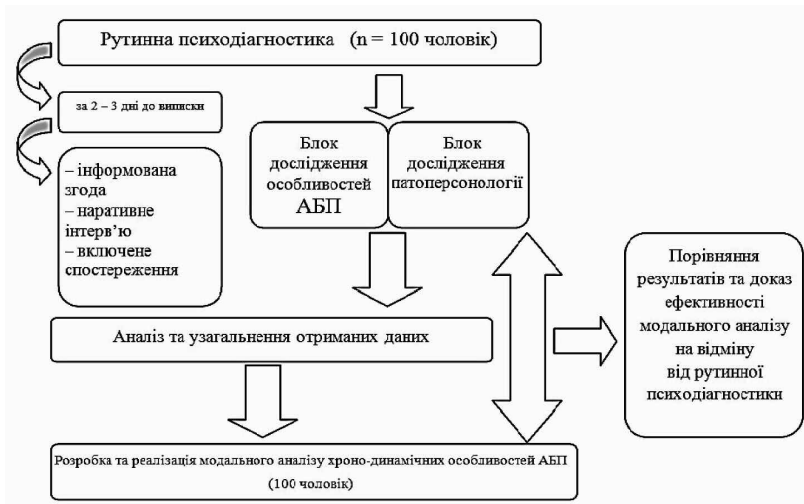 Рутинна психодіагностика (n = 100 чоловік)
за 2 – 3 дні до виписки
– інформована
згода
– наративне
інтерв’ю
– включене
спостереження
Блок
дослідження
особливостей
АБП
Блок
дослідження
патоперсонології
Аналіз та узагальнення отриманих даних
Порівняння
результатів та доказ
ефективності
модального аналізу
на відміну
від рутинної
психодіагностики
Розробка та реалізація модального аналізу хроно-динамічних особливостей АБП
(100 чоловік)